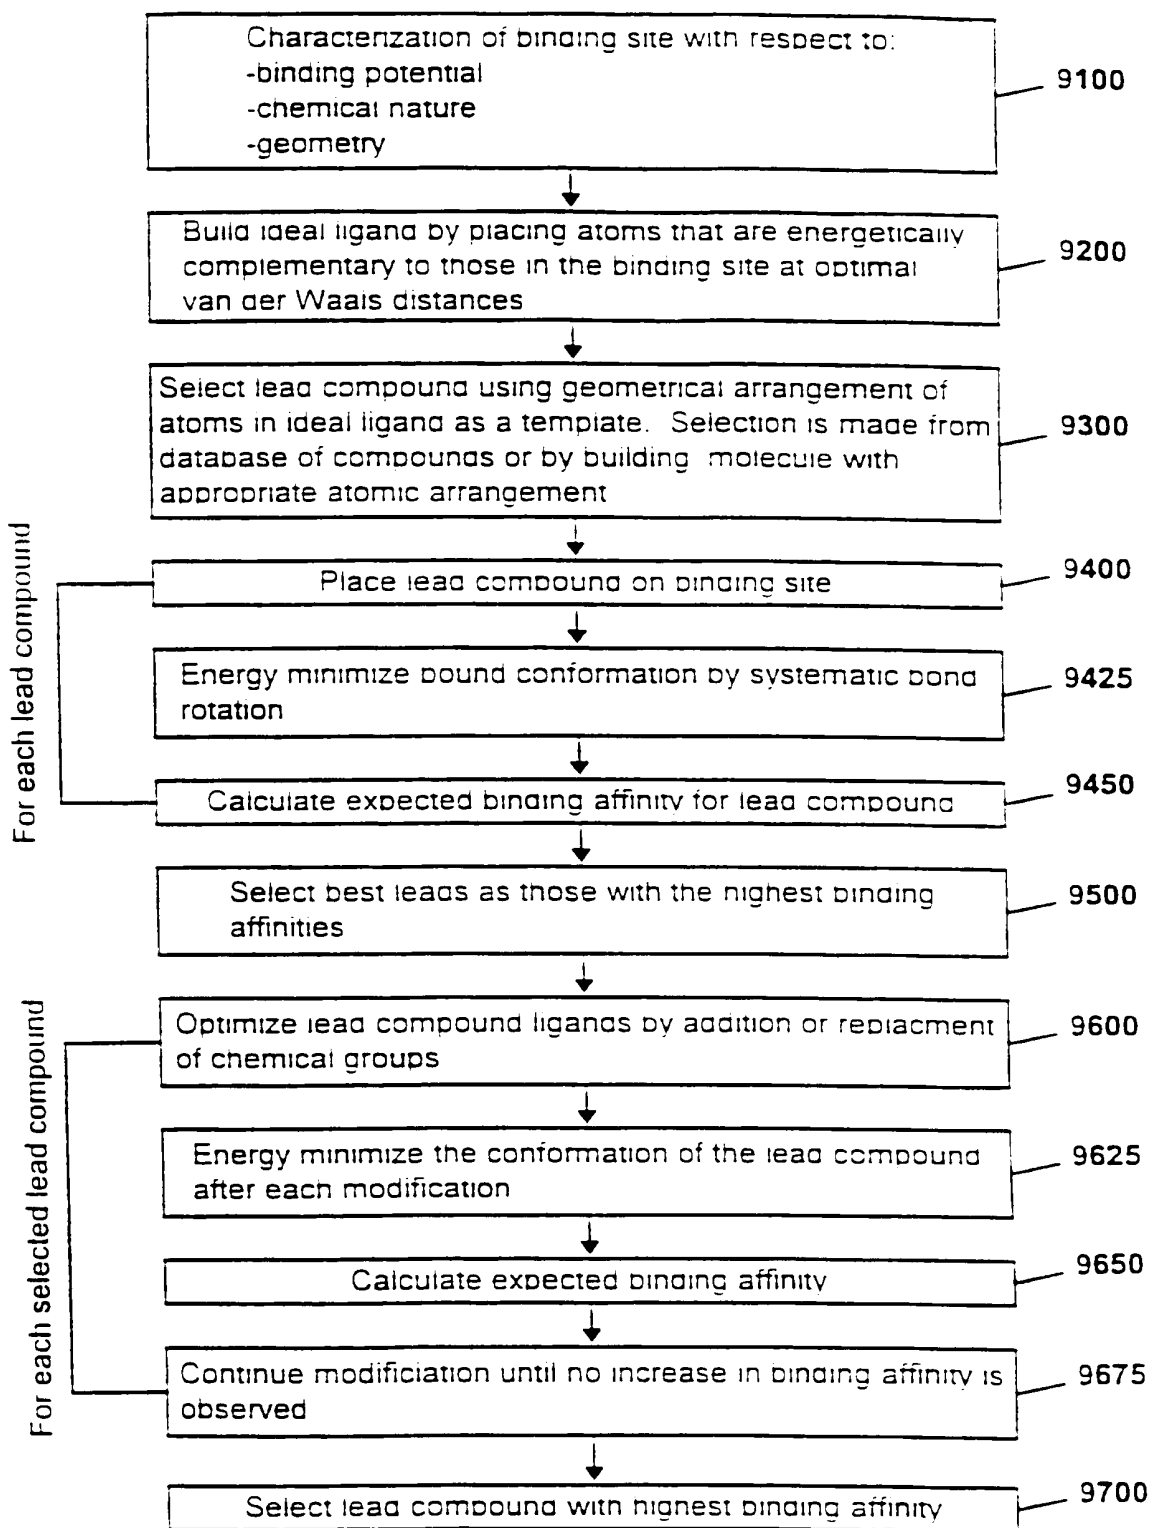 Characterization of binding site with respect to:
-binding potential
-chemical nature
-geometry
9100
Build ideal ligand by placing atoms that are energetically
complementary to those in the binding site at optimal
van der Waals distances
9200
Select lead compound using geometrical arrangement of
atoms in ideal ligand as a template. Selection is made from
database of compounds or by building molecule with
appropriate atomic arrangement
9300
For each lead compound
Place lead compound on binding site
9400
Energy minimize bound conformation by systematic bond
rotation
9425
Calculate expected binding affinity for lead compound
9450
Select best leads as those with the highest binding
affinities
9500
For each selected lead compound
Optimize lead compound ligands by addition or replacment
of chemical groups
9600
Energy minimize the conformation of the lead compound
after each modification
9625
Calculate expected binding affinity
9650
Continue modificiation until no increase in binding affinity is
observed
9675
Select lead compound with highest binding affinity
9700